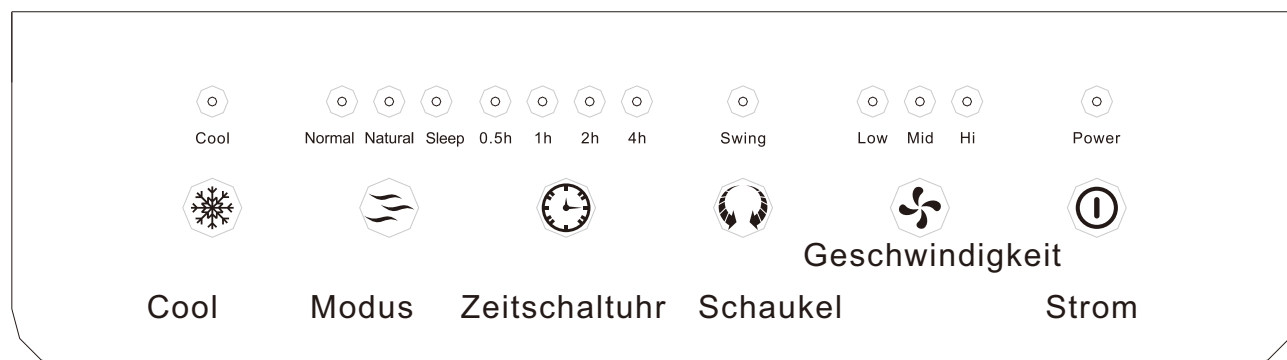 Cool Normal Natural Sleep 0.5h 1h 2h 4h Swing Low Mid Hi Power
Geschwindigkeit
Cool Modus Zeitschaltuhr Schaukel Strom